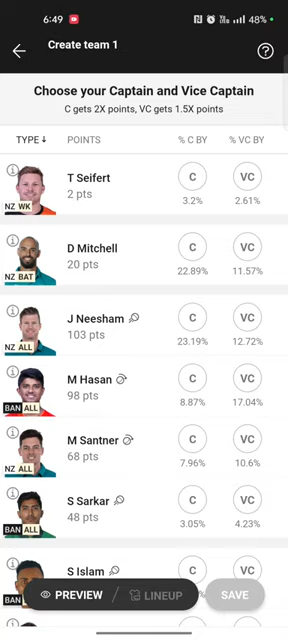 6:49 48%
Create team 1
Choose your Captain and Vice Captain
C gets 2X points, VC gets 1.5X points
TYPE ↓ POINTS % C BY % VC BY
T Seifert
2 pts
C VC
NZ WK
3.2% 2.61%
D Mitchell
20 pts
C VC
NZ BAT
22.89% 11.57%
J Neesham
103 pts
C VC
NZ ALL
23.19% 12.72%
M Hasan
98 pts
C VC
BAN ALL
8.87% 17.04%
M Santner
68 pts
C VC
NZ ALL
7.96% 10.6%
S Sarkar
48 pts
C VC
BAN ALL
3.05% 4.23%
S Islam
C VC
BAN
PREVIEW / LINEUP SAVE